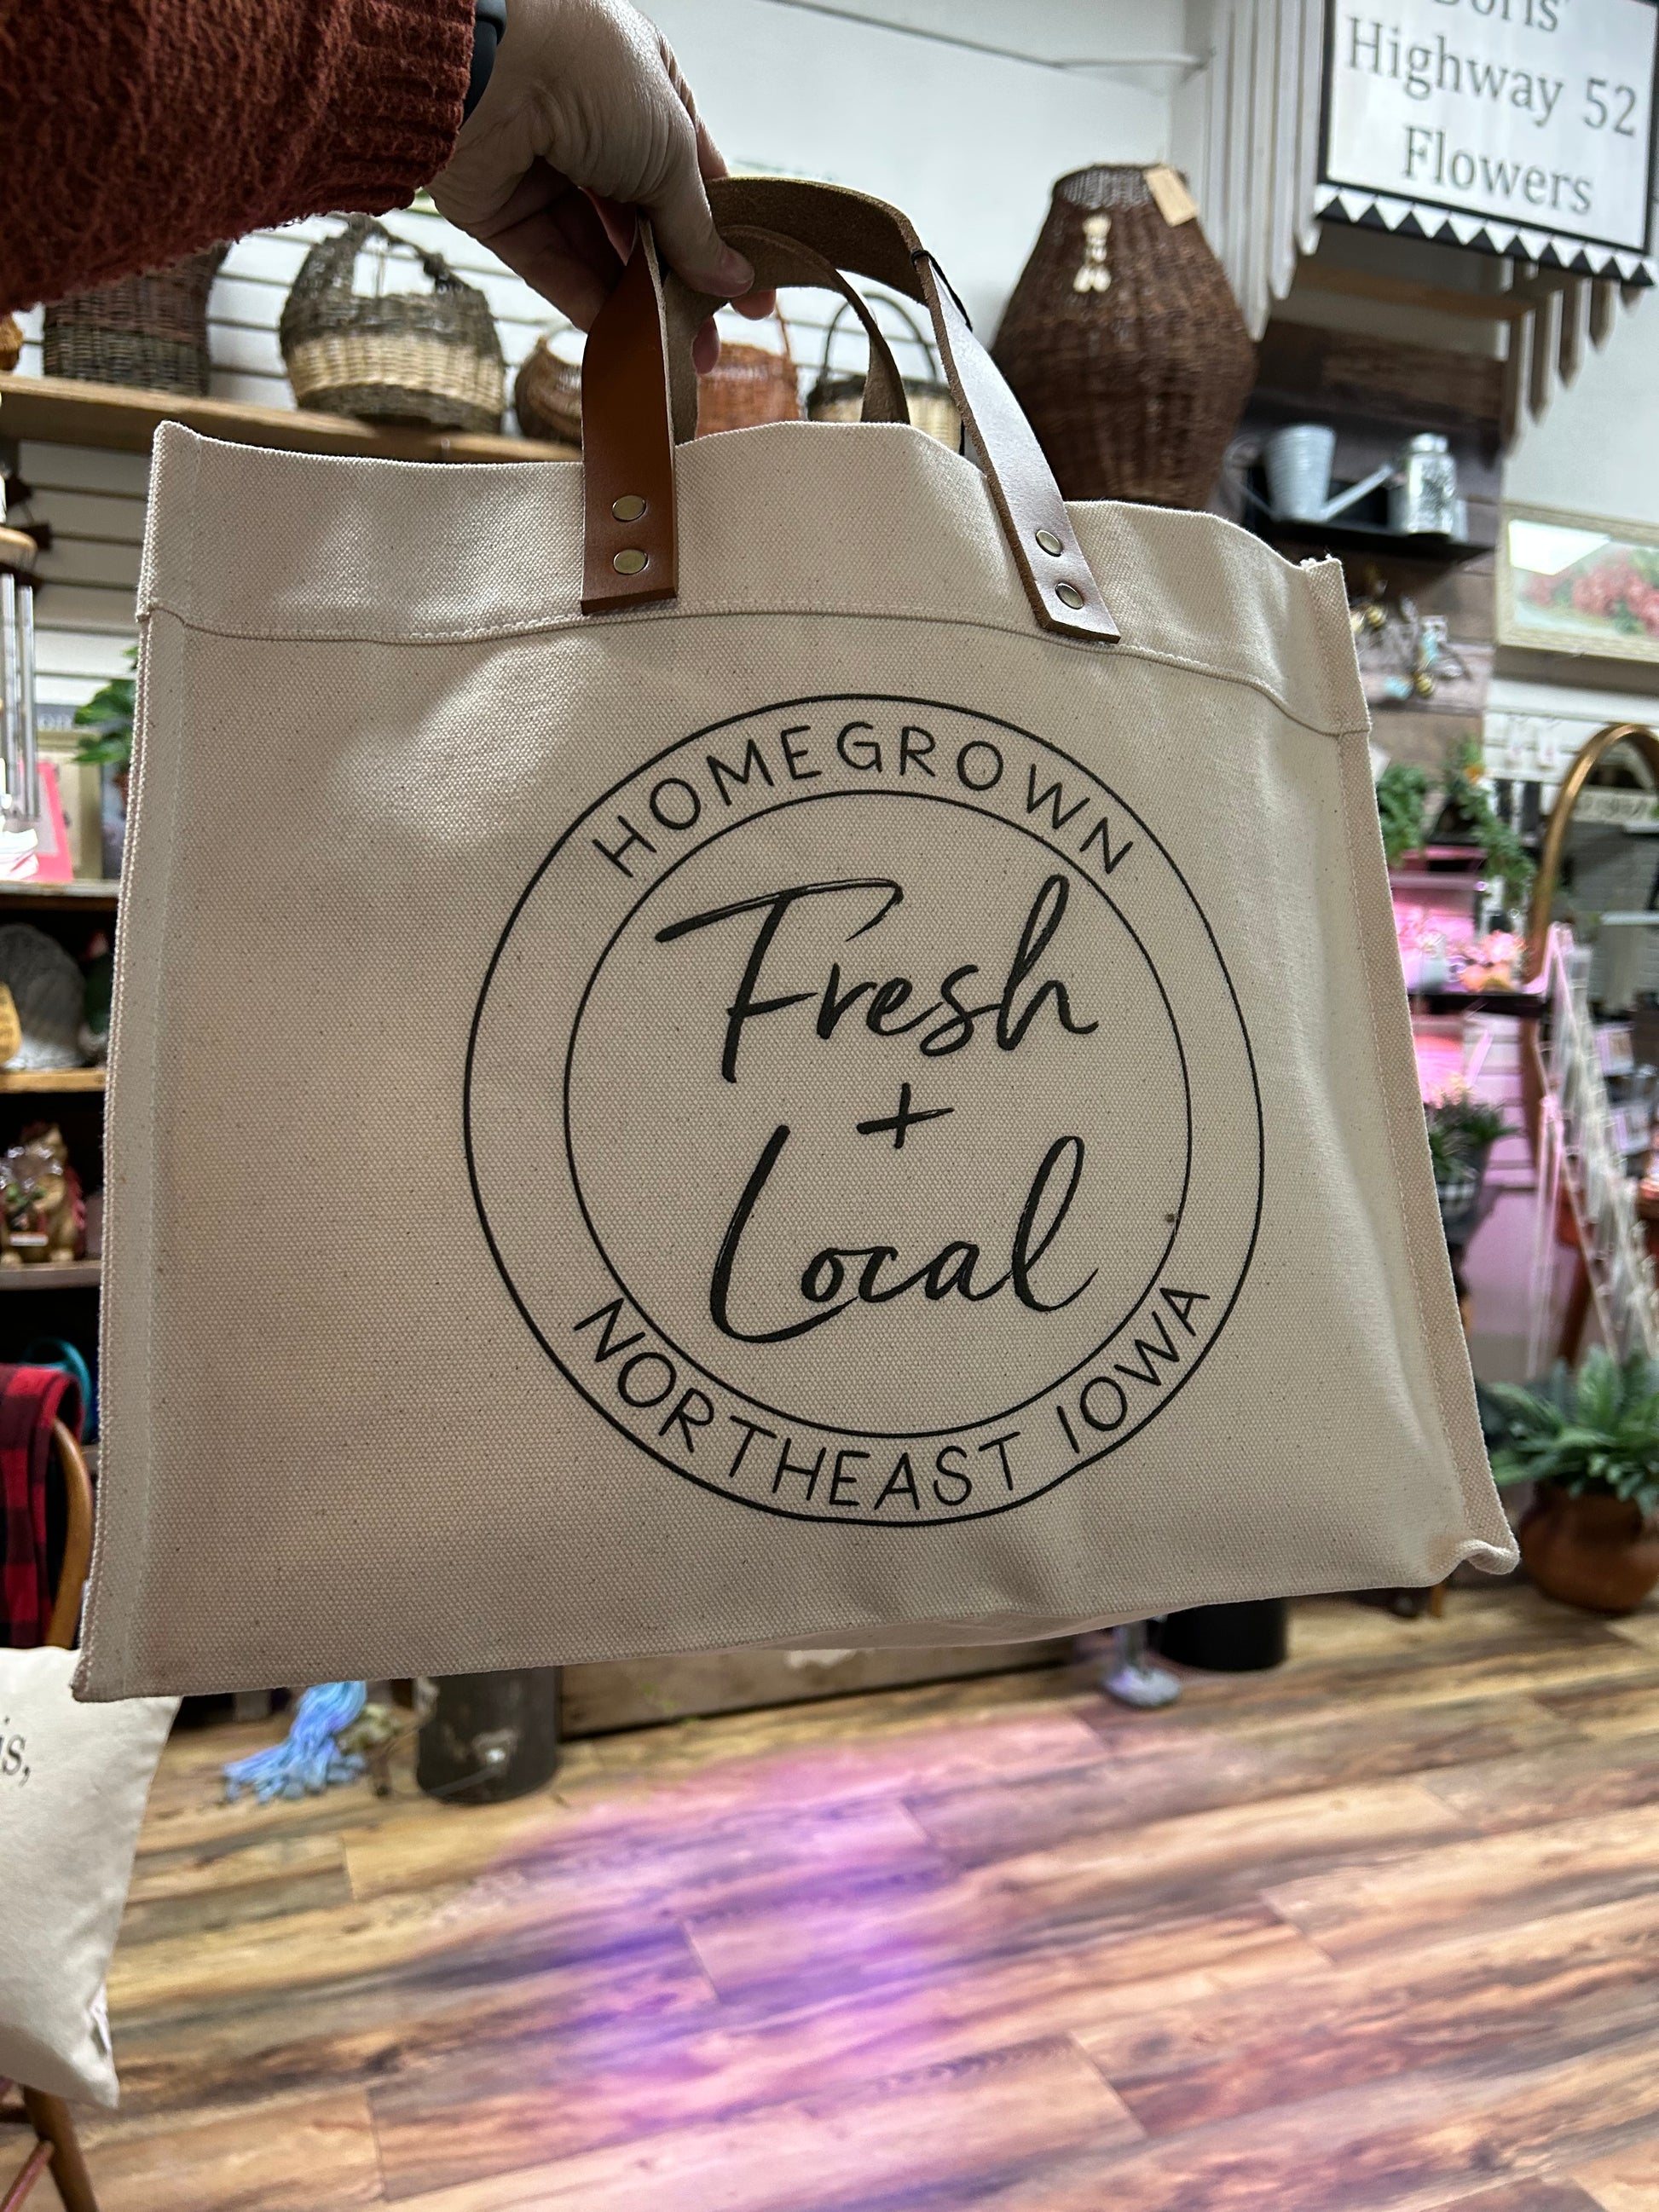 Doris'
Highway 52
Flowers
HOMEGROWN
Fresh
+
Local
NORTHEAST IOWA